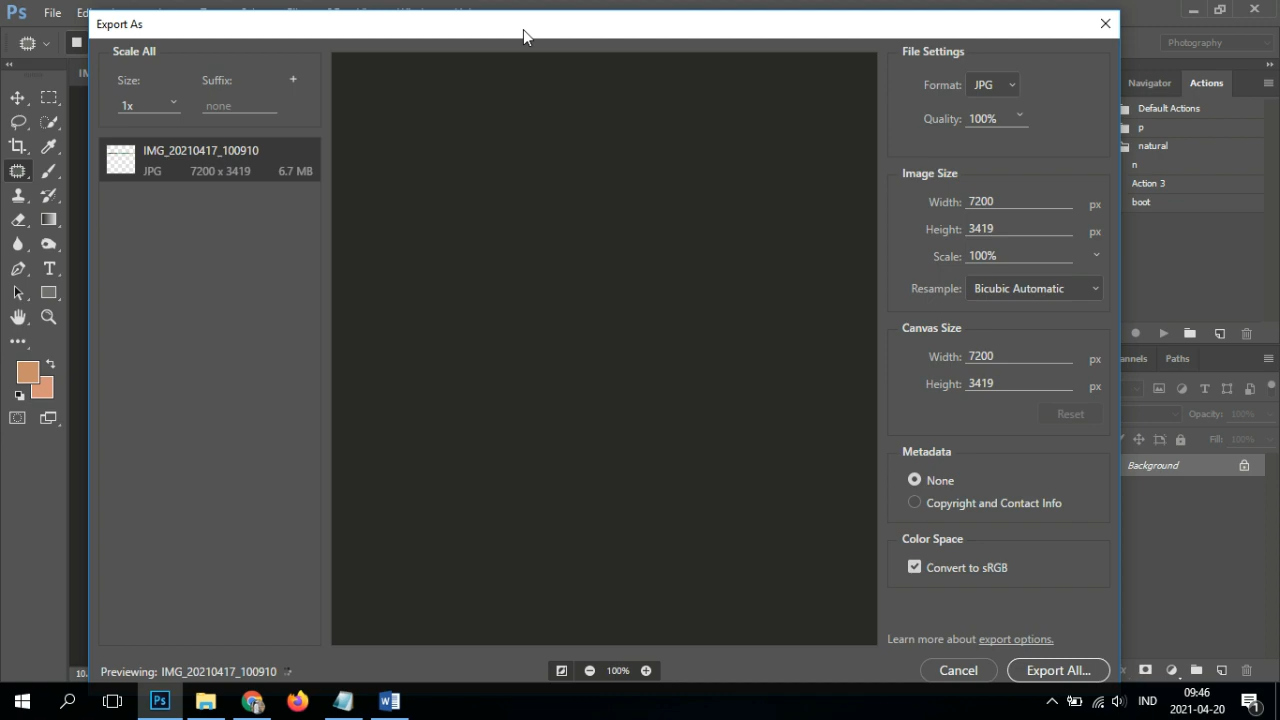 Ps File
Export As
Photography
Scale All
Size: Suffix: +
1x none
IMG_20210417_100910
JPG 7200 x 3419 6.7 MB
File Settings
Format: JPG
Quality: 100%
Image Size
Width: 7200 px
Height: 3419 px
Scale: 100%
Resample: Bicubic Automatic
Canvas Size
Width: 7200 px
Height: 3419 px
Reset
Metadata
None
Copyright and Contact Info
Color Space
Convert to sRGB
Learn more about export options.
Previewing: IMG_20210417_100910
100%
Cancel Export All...
Navigator Actions
Default Actions
p
natural
n
Action 3
boot
Paths
Opacity: 100%
Fill: 100%
Background
IND
09:46
2021-04-20